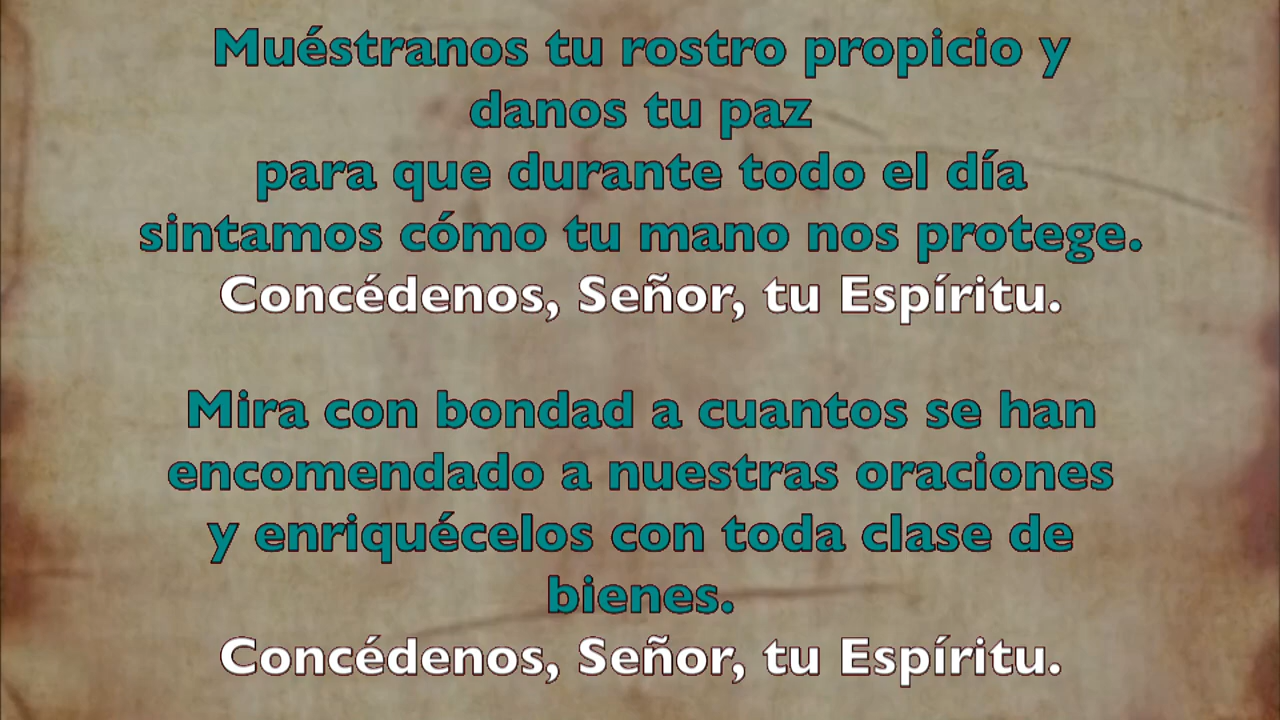 Muéstranos tu rostro propicio y
danos tu paz
para que durante todo el día
sintamos cómo tu mano nos protege.
Concédenos, Señor, tu Espíritu.
Mira con bondad a cuantos se han
encomendado a nuestras oraciones
y enriquécelos con toda clase de
bienes.
Concédenos, Señor, tu Espíritu.